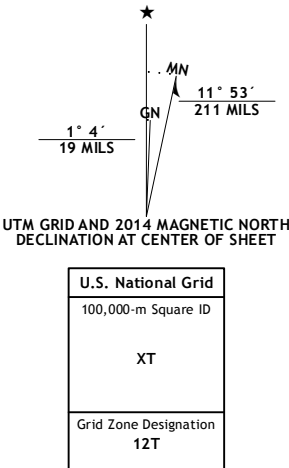 ★
MN
GN
11° 53´
211 MILS
1° 4´
19 MILS
UTM GRID AND 2014 MAGNETIC NORTH
DECLINATION AT CENTER OF SHEET
U.S. National Grid
100,000-m Square ID
XT
Grid Zone Designation
12T